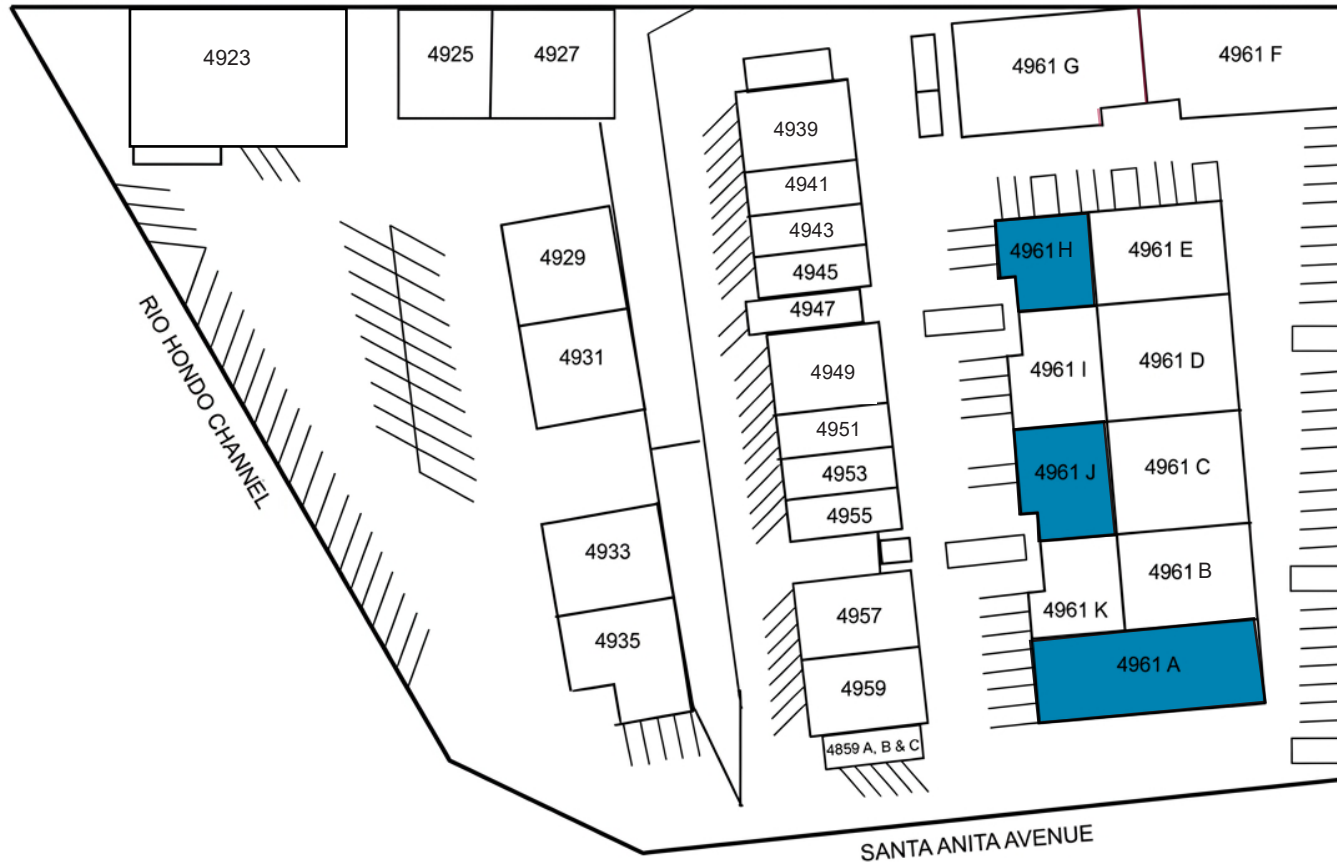 4923
4925
4927
4961 G
4961 F
4939
4941
4943
4945
4947
4949
4951
4953
4955
4929
4931
4933
4935
4957
4959
4859 A, B & C
4961 H
4961 E
4961 I
4961 D
4961 J
4961 C
4961 K
4961 B
4961 A
RIO HONDO CHANNEL
SANTA ANITA AVENUE